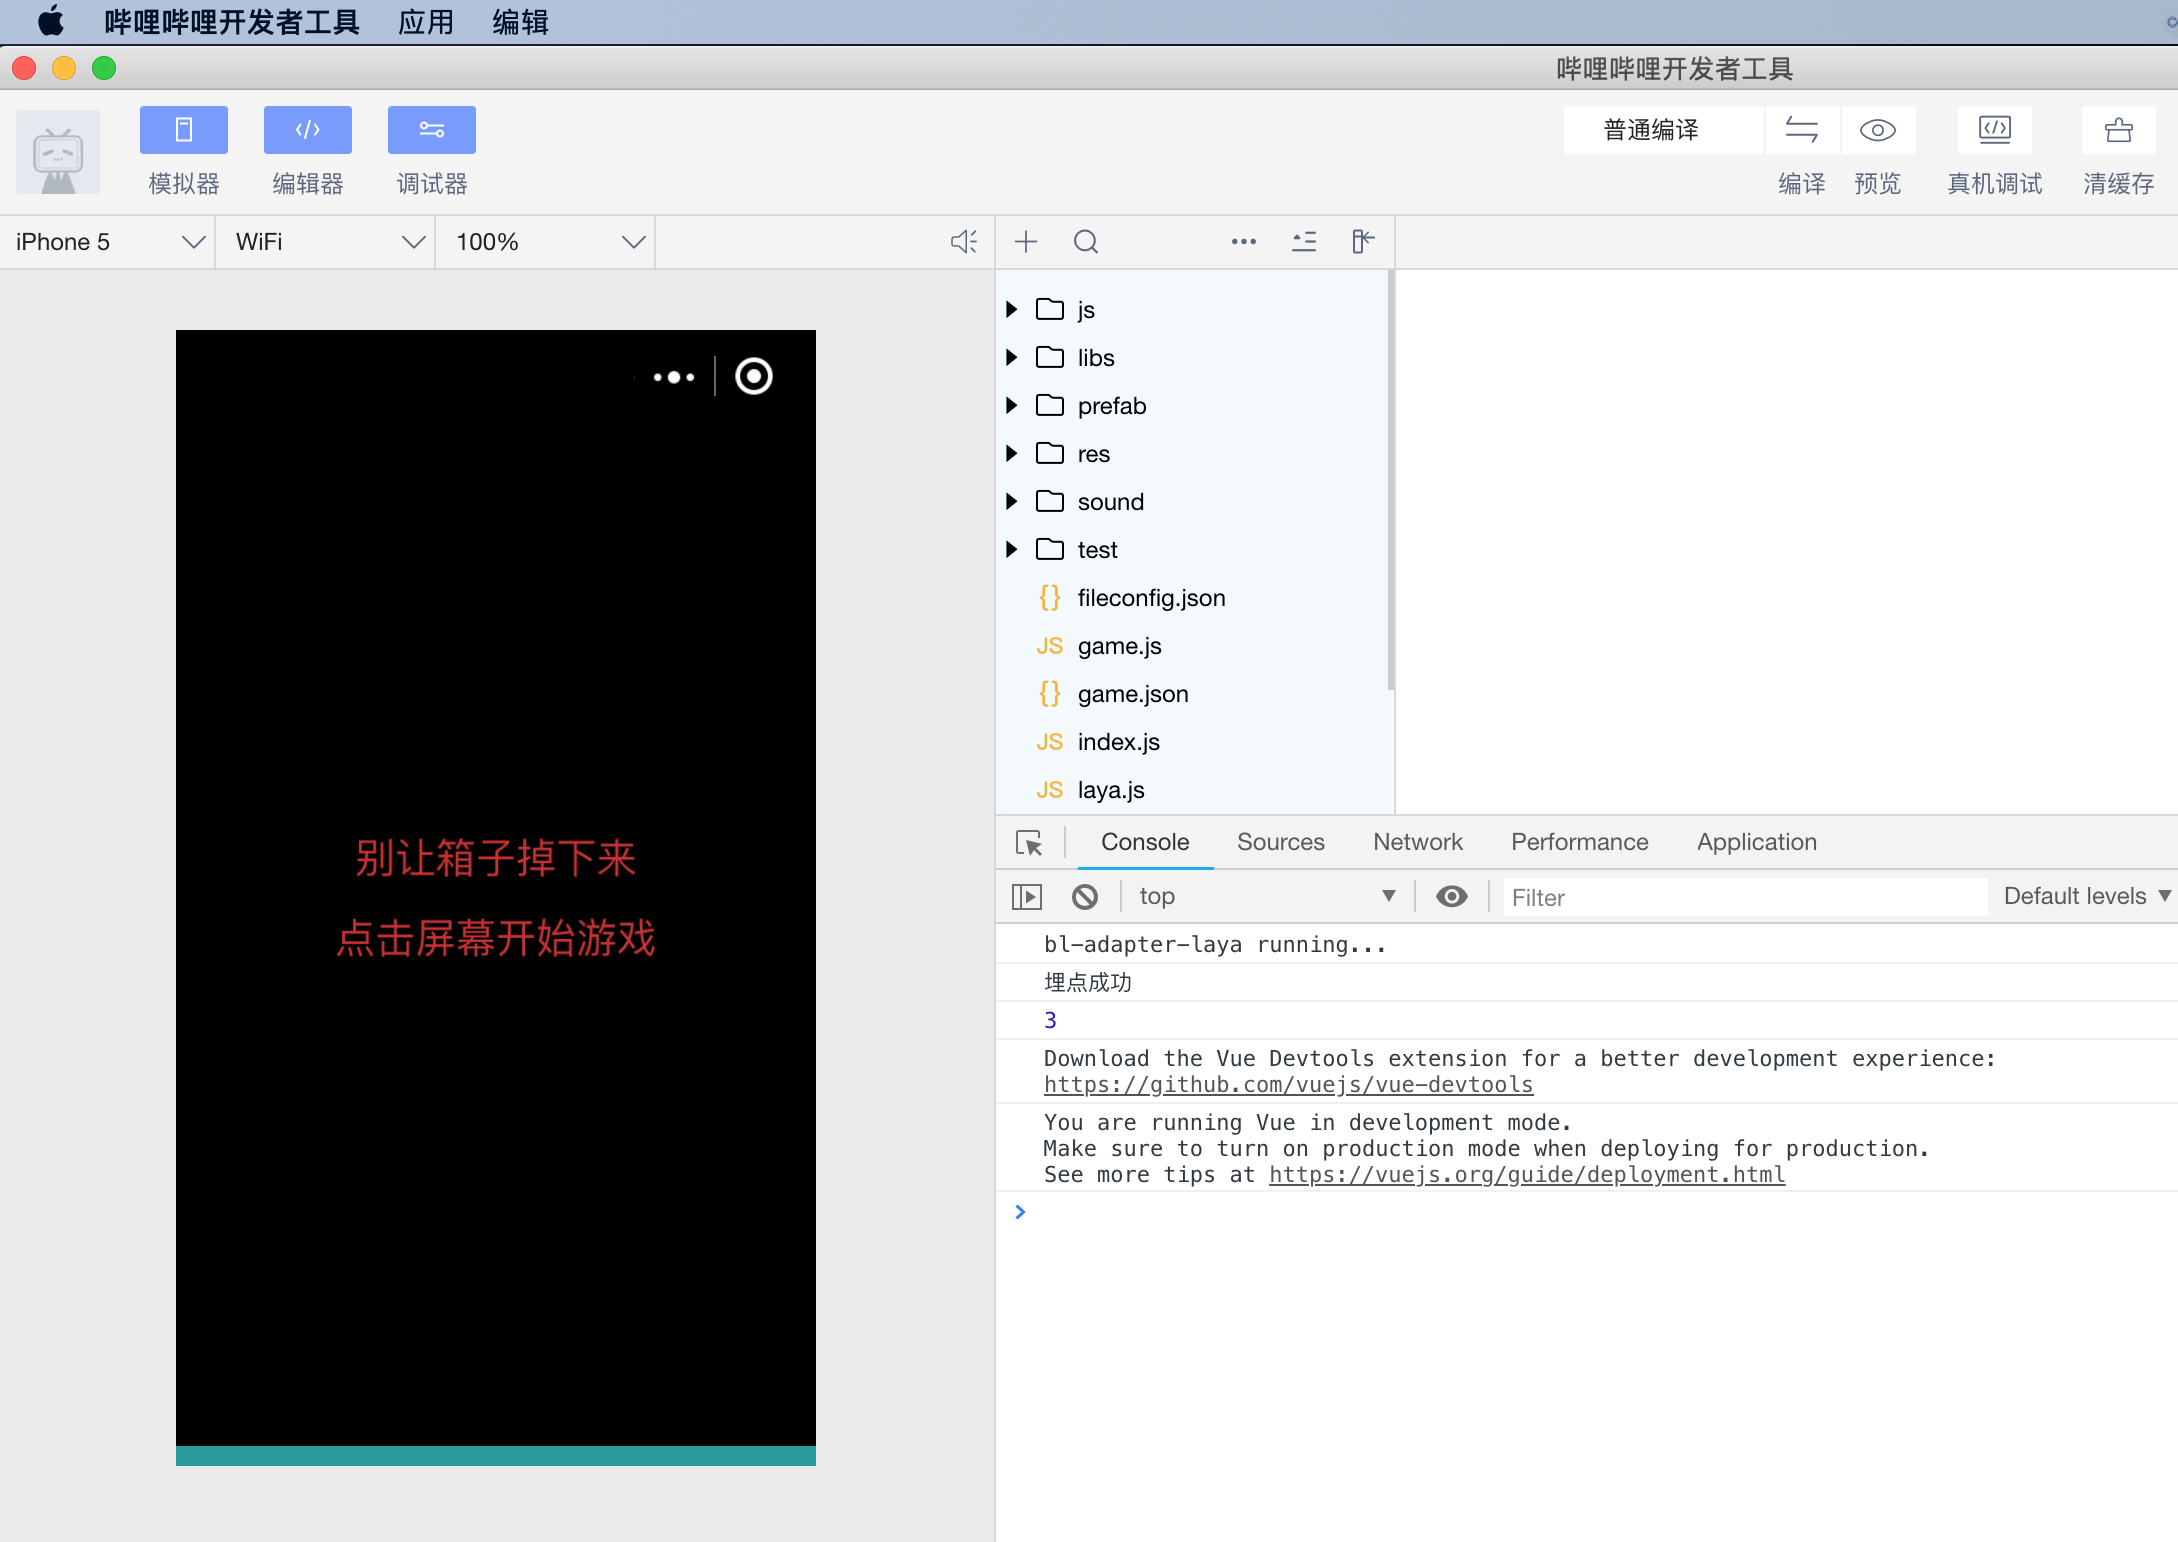 哔哩哔哩开发者工具 应用 编辑
哔哩哔哩开发者工具
模拟器 编辑器 调试器
普通编译
编译 预览 真机调试 清缓存
iPhone 5 WiFi 100%
js
libs
prefab
res
sound
test
{} fileconfig.json
JS game.js
{} game.json
JS index.js
JS laya.js
别让箱子掉下来
点击屏幕开始游戏
Console Sources Network Performance Application
top Filter Default levels
bl-adapter-laya running...
埋点成功
3
Download the Vue Devtools extension for a better development experience:
https://github.com/vuejs/vue-devtools
You are running Vue in development mode.
Make sure to turn on production mode when deploying for production.
See more tips at https://vuejs.org/guide/deployment.html